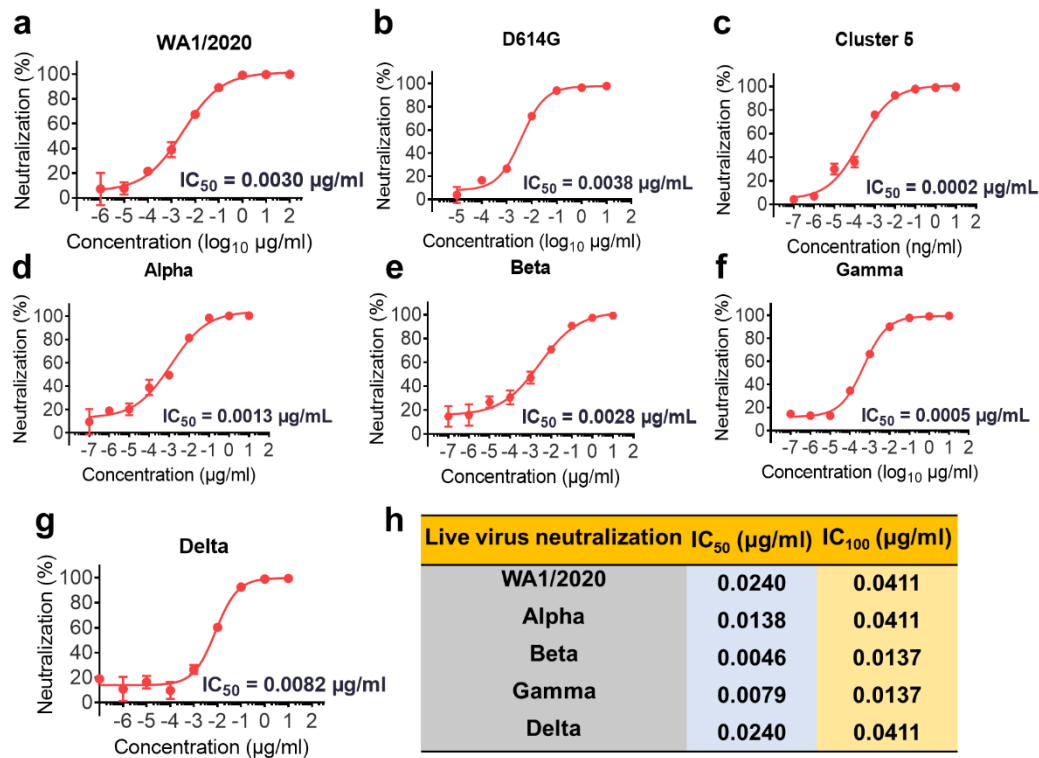 a
WA1/2020
Neutralization (%)
100
80
60
40
20
0
IC50 = 0.0030 µg/ml
-6 -5 -4 -3 -2 -1 0 1 2
Concentration (log10 µg/ml)
b
D614G
Neutralization (%)
100
80
60
40
20
0
IC50 = 0.0038 µg/mL
-5 -4 -3 -2 -1 0 1 2
Concentration (log10 µg/ml)
c
Cluster 5
Neutralization (%)
100
80
60
40
20
0
IC50 = 0.0002 µg/mL
-7 -6 -5 -4 -3 -2 -1 0 1 2
Concentration (ng/ml)
d
Alpha
Neutralization (%)
100
80
60
40
20
0
IC50 = 0.0013 µg/mL
-7 -6 -5 -4 -3 -2 -1 0 1 2
Concentration (µg/ml)
e
Beta
Neutralization (%)
100
80
60
40
20
0
IC50 = 0.0028 µg/mL
-7 -6 -5 -4 -3 -2 -1 0 1 2
Concentration (µg/ml)
f
Gamma
Neutralization (%)
100
80
60
40
20
0
IC50 = 0.0005 µg/mL
-7 -6 -5 -4 -3 -2 -1 0 1 2
Concentration (log10 µg/ml)
g
Delta
Neutralization (%)
100
80
60
40
20
0
IC50 = 0.0082 µg/ml
-6 -5 -4 -3 -2 -1 0 1 2
Concentration (µg/ml)
h
Live virus neutralization IC50 (µg/ml) IC100 (µg/ml)
WA1/2020 0.0240 0.0411
Alpha 0.0138 0.0411
Beta 0.0046 0.0137
Gamma 0.0079 0.0137
Delta 0.0240 0.0411